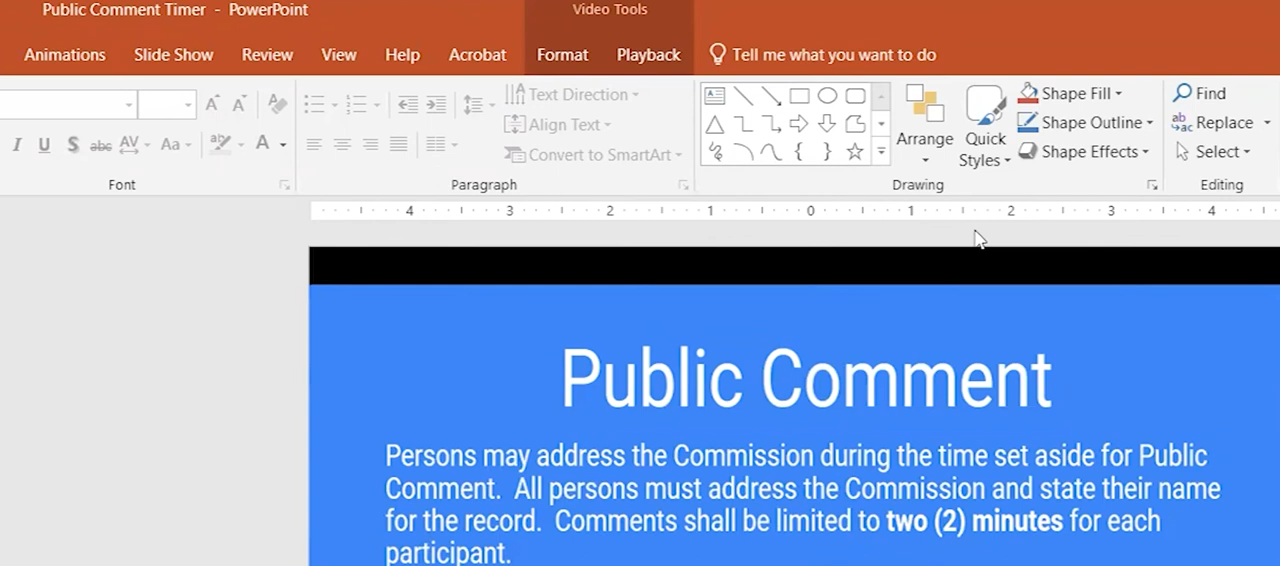 Public Comment Timer - PowerPoint
Video Tools
Animations Slide Show Review View Help Acrobat Format Playback Tell me what you want to do
Text Direction
Align Text
Convert to SmartArt
I U S abc AV Aa ab A
Arrange
Quick Styles
Shape Fill
Shape Outline
Shape Effects
Find
Replace
Select
Font Paragraph Drawing Editing
4 3 2 1 0 1 2 3 4
Public Comment
Persons may address the Commission during the time set aside for Public
Comment. All persons must address the Commission and state their name
for the record. Comments shall be limited to two (2) minutes for each
participant.